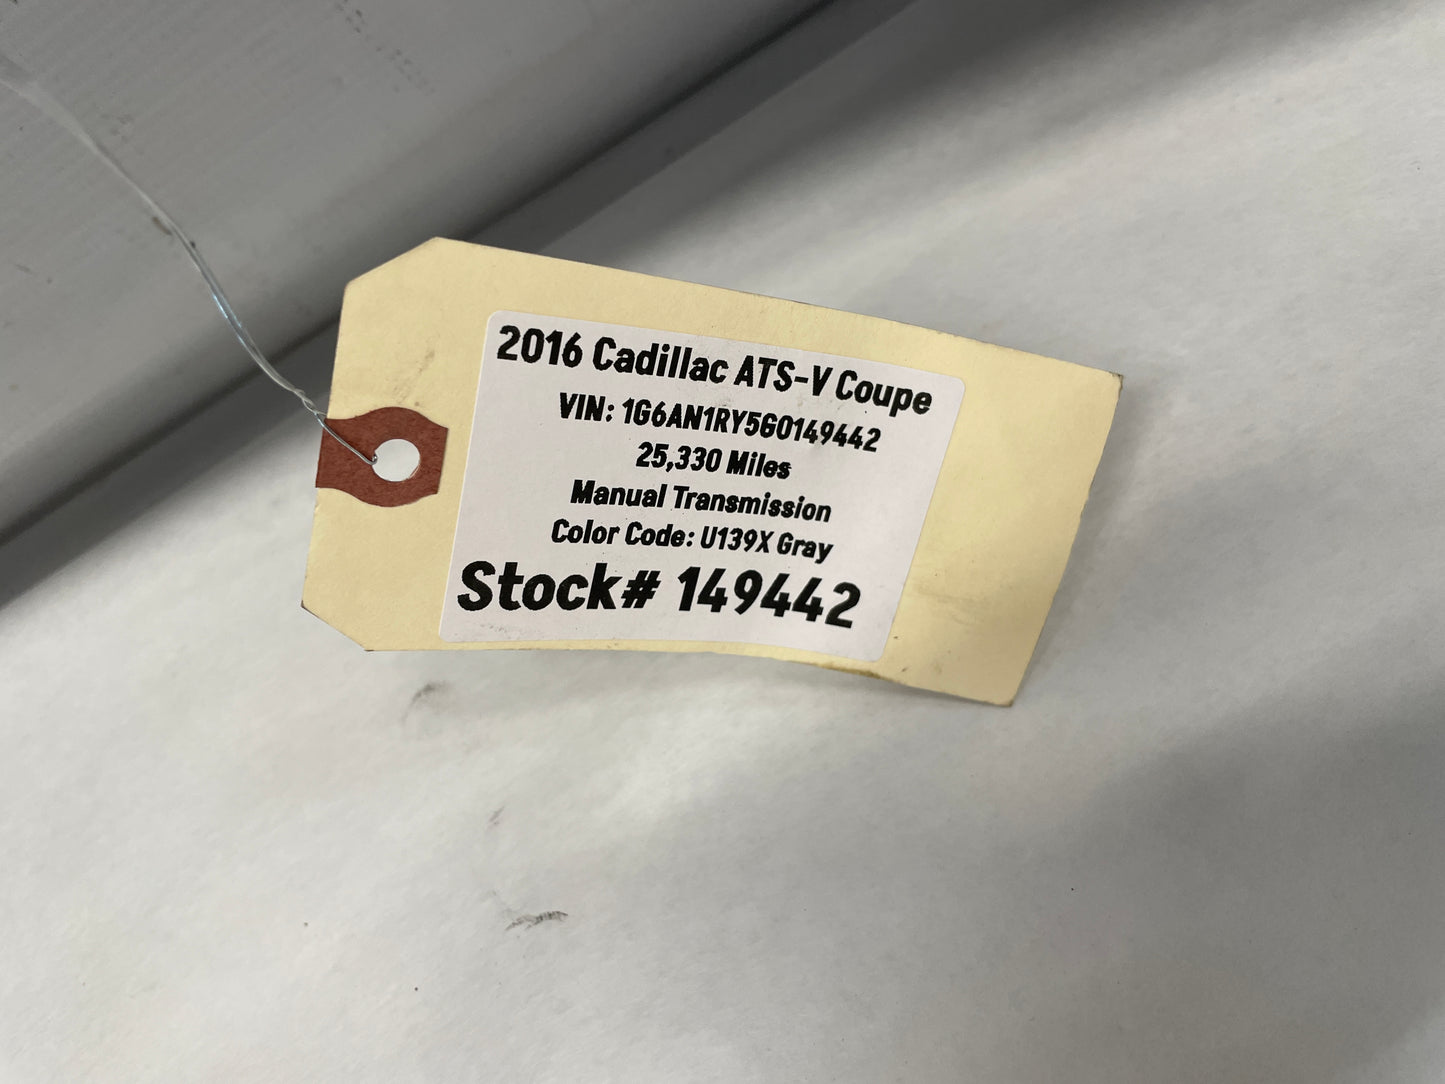 2016 Cadillac ATS-V Coupe
VIN: 1G6AN1RY5G0149442
25,330 Miles
Manual Transmission
Color Code: U139X Gray
Stock# 149442